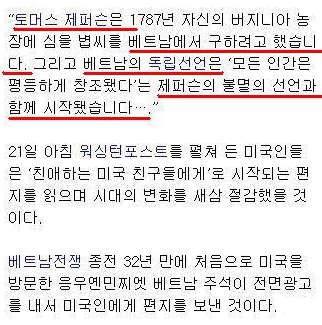 “토머스 제퍼슨은 1787년 자신의 버지니아 농
장에 심을 볍씨를 베트남에서 구하려고 했습니
다. 그리고 베트남의 독립선언은 ‘모든 인간은
평등하게 창조됐다’는 제퍼슨의 불멸의 선언과
함께 시작됐습니다….”
21일 아침 워싱턴포스트를 펼쳐 든 미국인들
은 ‘친애하는 미국 친구들에게’로 시작되는 편
지를 읽으며 시대의 변화를 새삼 절감했을 것
이다.
베트남전쟁 종전 32년 만에 처음으로 미국을
방문한 응우옌민찌엣 베트남 주석이 전면광고
를 내서 미국인에게 편지를 보낸 것이다.